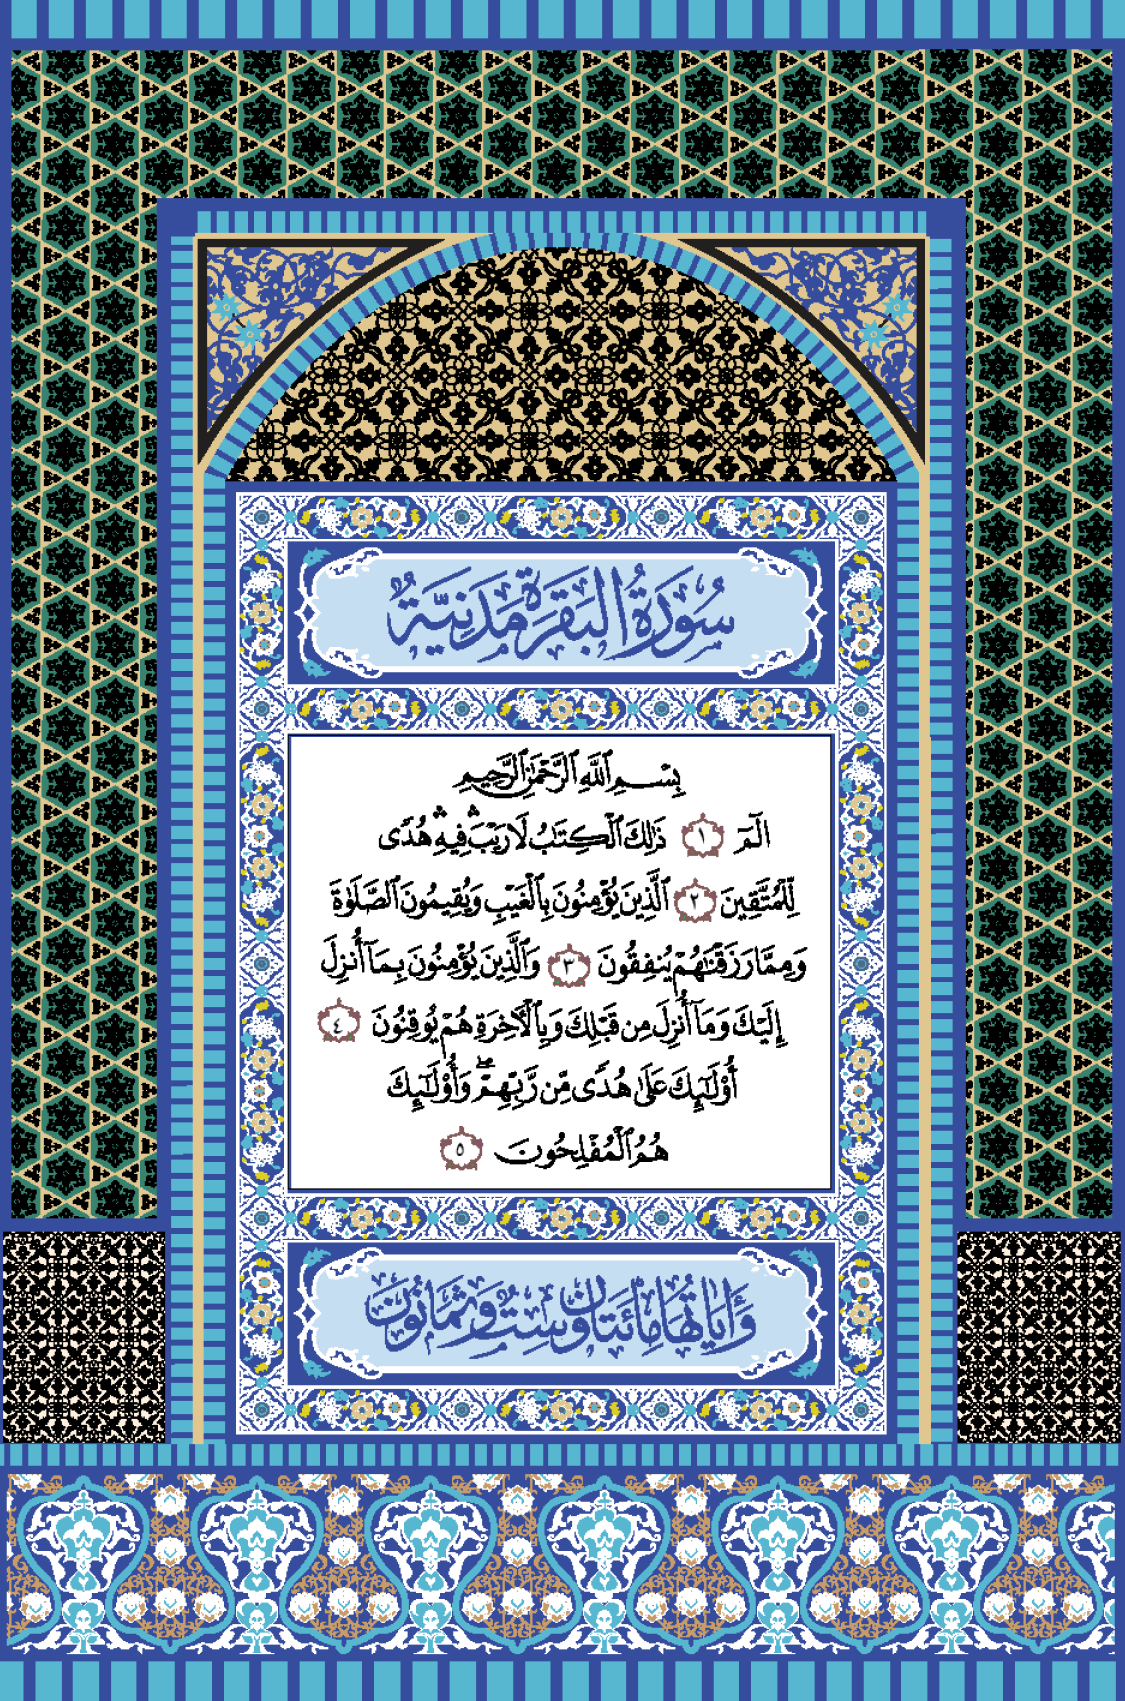 سُورَةُ البَقَرَةِ مَدَنِيَّةٌ
بِسْمِ ٱللَّهِ ٱلرَّحْمَٰنِ ٱلرَّحِيمِ
الٓمٓ ١ ذَٰلِكَ ٱلْكِتَٰبُ لَا رَيْبَ ۛ فِيهِ ۛ هُدًى
لِّلْمُتَّقِينَ ٢ ٱلَّذِينَ يُؤْمِنُونَ بِٱلْغَيْبِ وَيُقِيمُونَ ٱلصَّلَوٰةَ
وَمِمَّا رَزَقْنَٰهُمْ يُنفِقُونَ ٣ وَٱلَّذِينَ يُؤْمِنُونَ بِمَآ أُنزِلَ
إِلَيْكَ وَمَآ أُنزِلَ مِن قَبْلِكَ وَبِٱلْأَخِرَةِ هُمْ يُوقِنُونَ ٤
أُو۟لَٰٓئِكَ عَلَىٰ هُدًى مِّن رَّبِّهِمْ ۖ وَأُو۟لَٰٓئِكَ
هُمُ ٱلْمُفْلِحُونَ ٥
وَأَيَاتُهَا مِائَتَانِ وَسِتٌّ وَثَمَانُونَ